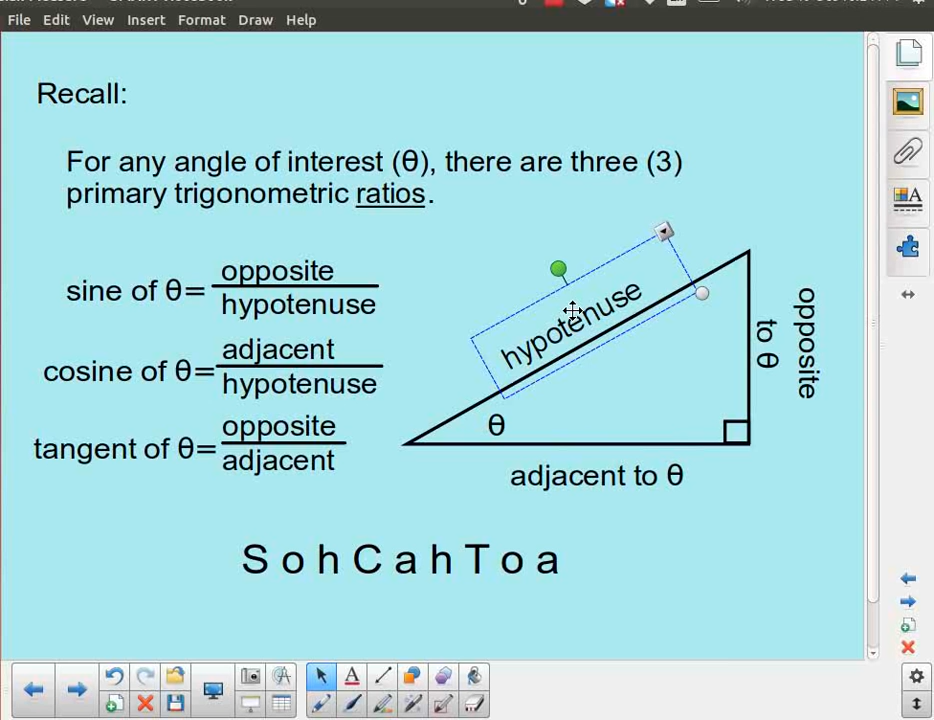 File Edit View Insert Format Draw Help
Recall:
For any angle of interest (θ), there are three (3)
primary trigonometric ratios.
sine of θ=
opposite
hypotenuse
cosine of θ=
adjacent
hypotenuse
tangent of θ=
opposite
adjacent
hypotenuse
opposite
to θ
θ
adjacent to θ
S o h C a h T o a